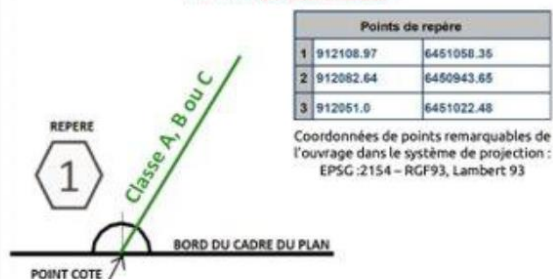 Points de repère
1 912108.97 6451058.35
2 912082.64 6450943.65
3 912051.0 6451022.48
Coordonnées de points remarquables de
l'ouvrage dans le système de projection :
EPSG :2154 – RGF93, Lambert 93
REPERE
1
Classe A, B ou C
BORD DU CADRE DU PLAN
POINT COTE